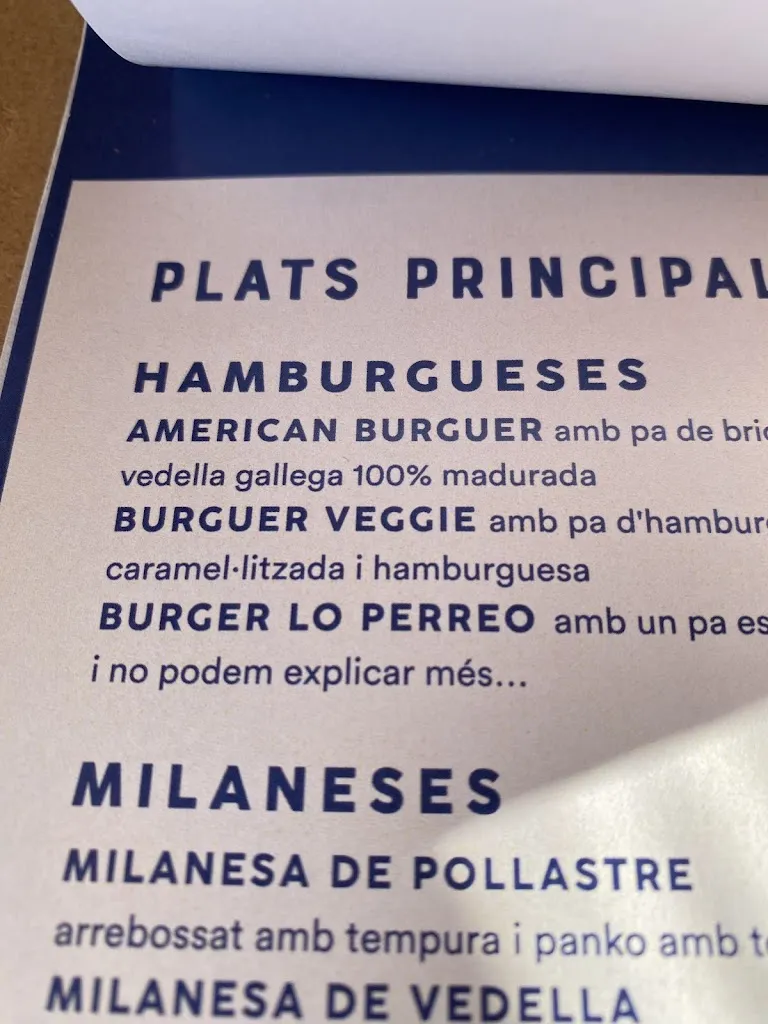 PLATS PRINCIPAL
HAMBURGUESES
AMERICAN BURGUER amb pa de brio
vedella gallega 100% madurada
BURGUER VEGGIE amb pa d'hambur
caramel·litzada i hamburguesa
BURGER LO PERREO amb un pa es
i no podem explicar més...
MILANESES
MILANESA DE POLLASTRE
arrebossat amb tempura i panko amb
MILANESA DE VEDELLA